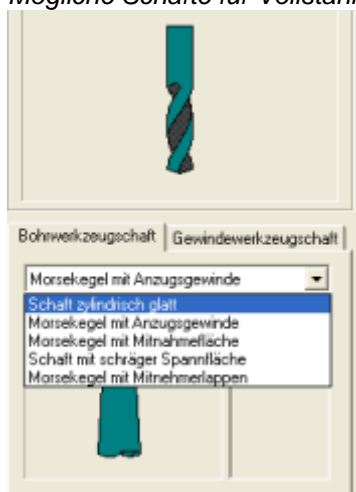 Mögliche Schäfte für Vollstahl
Bohrwerkzeugschaft Gewindewerkzeugschaft
Morsekegel mit Anzugsgewinde
Schaft zylindrisch glatt
Morsekegel mit Anzugsgewinde
Morsekegel mit Mitnahmefläche
Schaft mit schräger Spannfläche
Morsekegel mit Mitnehmerlappen